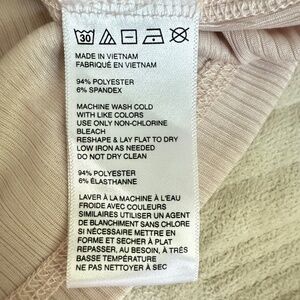 30
MADE IN VIETNAM
FABRIQUÉ EN VIETNAM
94% POLYESTER
6% SPANDEX
MACHINE WASH COLD
WITH LIKE COLORS
USE ONLY NON-CHLORINE
BLEACH
RESHAPE & LAY FLAT TO DRY
LOW IRON AS NEEDED
DO NOT DRY CLEAN
94% POLYESTER
6% ÉLASTHANNE
LAVER À LA MACHINE À L'EAU
FROIDE AVEC COULEURS
SIMILAIRES UTILISER UN AGENT
DE BLANCHIMENT SANS CLORE
SI NÉCESSAIRE METTRE EN
FORME ET SECHER À PLAT
REPASSER, AU BESOIN, À TRÈS
BASSE TEMPÉRATURE
NE PAS NETTOYER À SEC